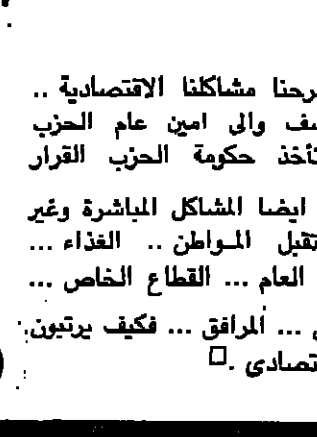 رحنا مشاكلنا الاقتصادية ..
سف والى امين عام الحزب
تأخذ حكومة الحزب القرار
ايضا المشاكل المباشرة وغير
تقبل المواطن .. الغذاء ...
العام ... القطاع الخاص ...
... المرافق ... فكيف يرتبون
تصادى .□